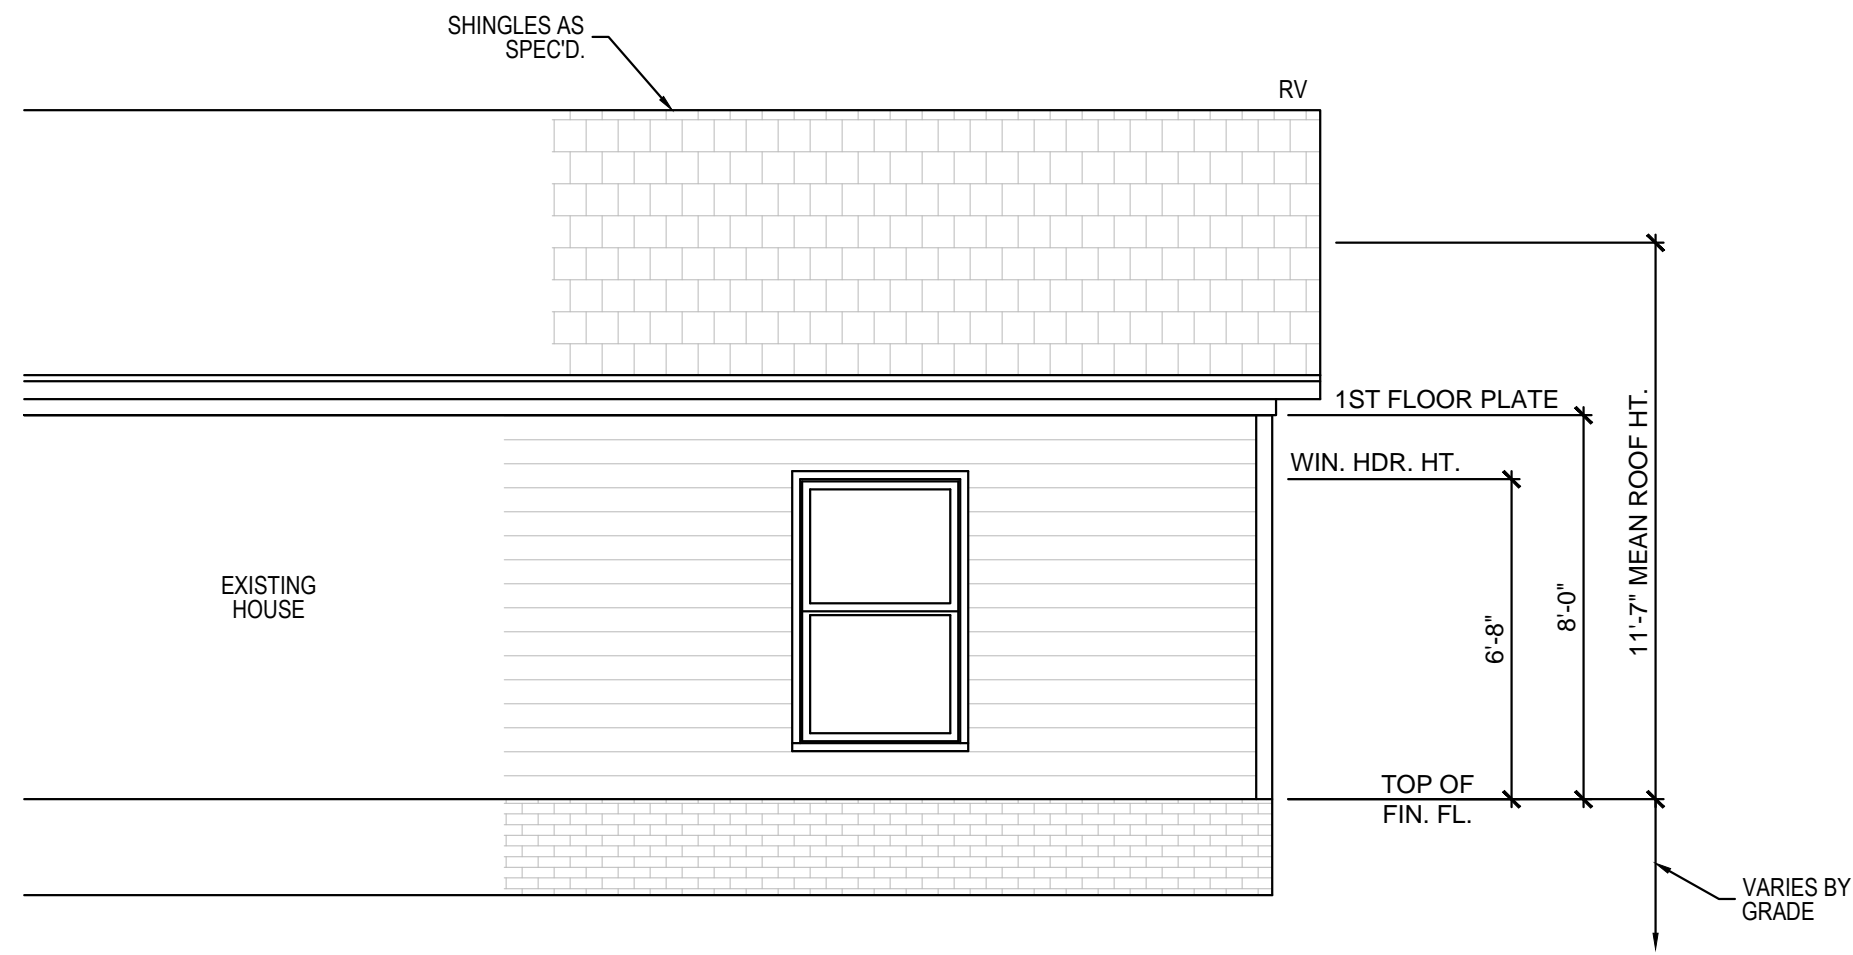 SHINGLES AS
SPEC'D.
RV
1ST FLOOR PLATE
WIN. HDR. HT.
EXISTING
HOUSE
6'-8"
8'-0"
11'-7" MEAN ROOF HT.
TOP OF
FIN. FL.
VARIES BY
GRADE